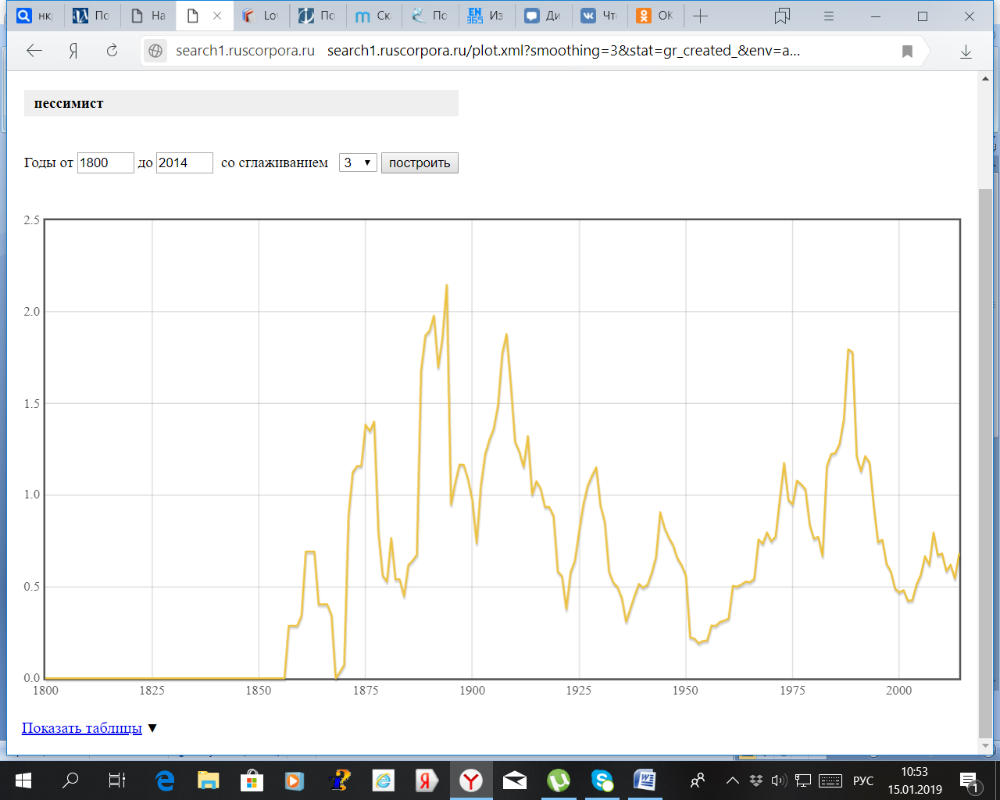 нк
По
На
Lo
По
Ск
По
EN 365
Из
Ди
Чт
ОК
Я
search1.ruscorpora.ru search1.ruscorpora.ru/plot.xml?smoothing=3&stat=gr_created_&env=a...
пессимист
Годы от 1800 до 2014 со сглаживанием 3 построить
2.5
2.0
1.5
1.0
0.5
0.0
1800 1825 1850 1875 1900 1925 1950 1975 2000
Показать таблицы ▼
РУС
10:53
15.01.2019
1